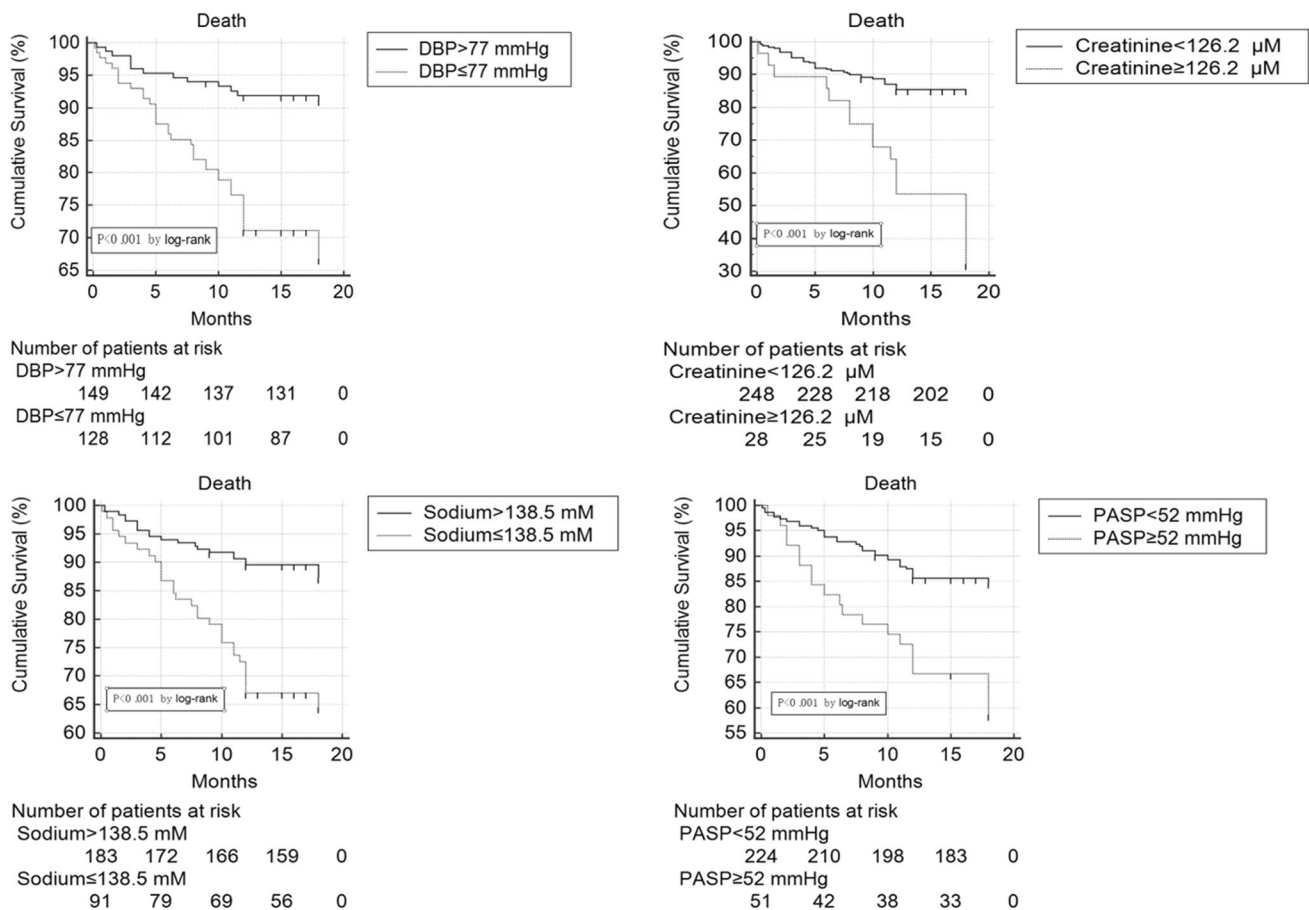 Death
Cumulative Survival (%)
100
95
90
85
80
75
70
65
P<0.001 by log-rank
0 5 10 15 20
Months
DBP>77 mmHg
DBP≤77 mmHg
Number of patients at risk
DBP>77 mmHg
149 142 137 131 0
DBP≤77 mmHg
128 112 101 87 0
Death
Cumulative Survival (%)
100
90
80
70
60
50
40
30
P<0.001 by log-rank
0 5 10 15 20
Months
Creatinine<126.2 µM
Creatinine≥126.2 µM
Number of patients at risk
Creatinine<126.2 µM
248 228 218 202 0
Creatinine≥126.2 µM
28 25 19 15 0
Death
Cumulative Survival (%)
100
95
90
85
80
75
70
65
60
P<0.001 by log-rank
0 5 10 15 20
Months
Sodium>138.5 mM
Sodium≤138.5 mM
Number of patients at risk
Sodium>138.5 mM
183 172 166 159 0
Sodium≤138.5 mM
91 79 69 56 0
Death
Cumulative Survival (%)
100
95
90
85
80
75
70
65
60
55
P<0.001 by log-rank
0 5 10 15 20
Months
PASP<52 mmHg
PASP≥52 mmHg
Number of patients at risk
PASP<52 mmHg
224 210 198 183 0
PASP≥52 mmHg
51 42 38 33 0